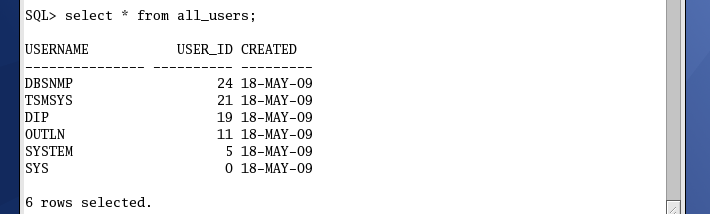 SQL> select * from all_users;
USERNAME           USER_ID CREATED
--------------- ---------- ---------
DBSNMP                  24 18-MAY-09
TSMSYS                  21 18-MAY-09
DIP                     19 18-MAY-09
OUTLN                   11 18-MAY-09
SYSTEM                   5 18-MAY-09
SYS                      0 18-MAY-09
6 rows selected.